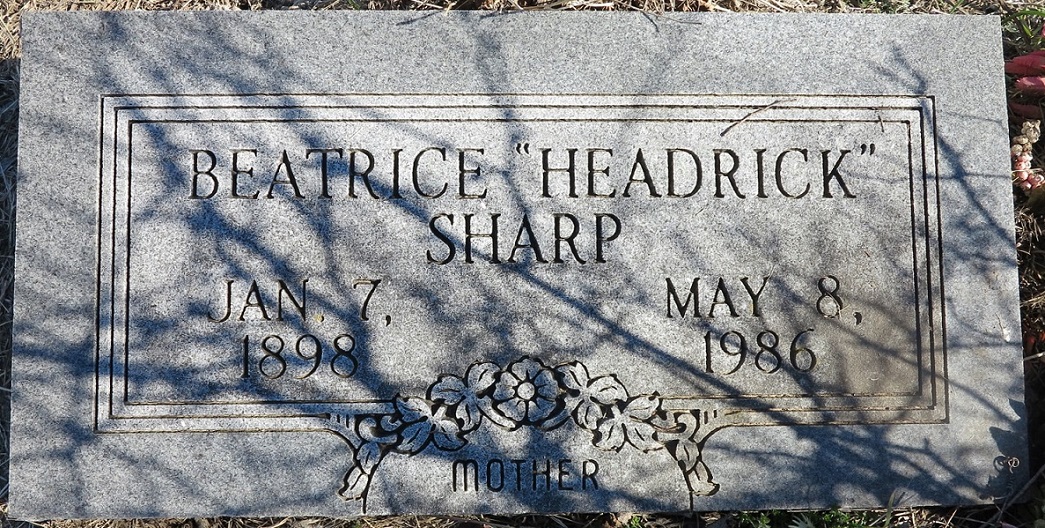 BEATRICE "HEADRICK"
SHARP
JAN. 7, MAY 8,
1898 1986
MOTHER